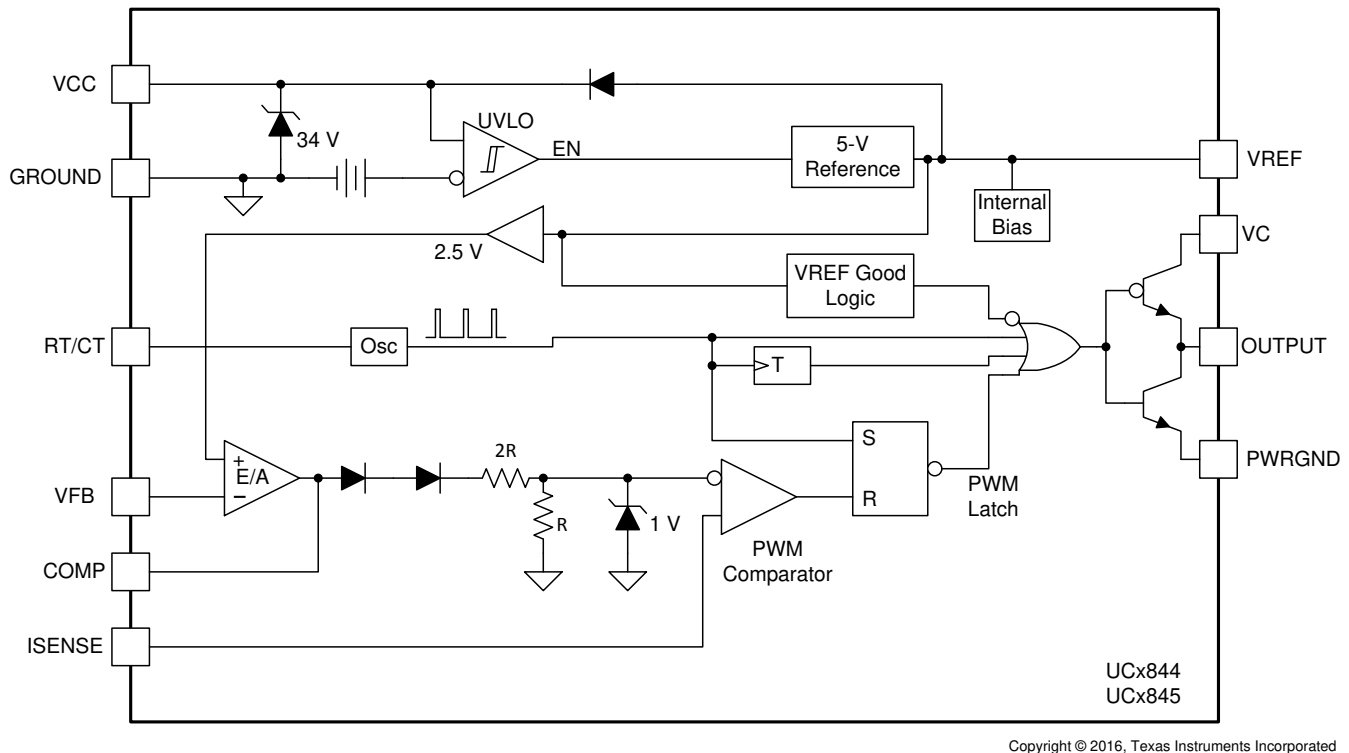 VCC
UVLO
34 V
EN
5-V
Reference
GROUND
VREF
Internal
Bias
VC
2.5 V
VREF Good
Logic
RT/CT
Osc
T
OUTPUT
2R
S
+
E/A
−
R
1 V
R
PWM
Latch
PWRGND
VFB
PWM
Comparator
COMP
ISENSE
UCx844
UCx845
Copyright © 2016, Texas Instruments Incorporated